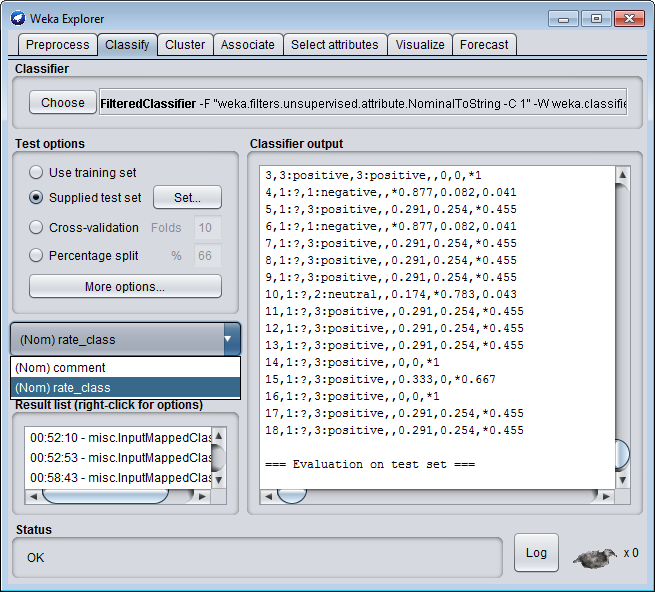 Weka Explorer
Preprocess Classify Cluster Associate Select attributes Visualize Forecast
Classifier
Choose FilteredClassifier -F "weka.filters.unsupervised.attribute.NominalToString -C 1" -W weka.classifie
Test options
Use training set
Supplied test set Set...
Cross-validation Folds 10
Percentage split % 66
More options...
(Nom) rate_class
(Nom) comment
(Nom) rate_class
Result list (right-click for options)
00:52:10 - misc.InputMappedClas
00:52:53 - misc.InputMappedClas
00:58:43 - misc.InputMappedClas
Classifier output
3,3:positive,3:positive,,0,0,*1
4,1:?,1:negative,,*0.877,0.082,0.041
5,1:?,3:positive,,0.291,0.254,*0.455
6,1:?,1:negative,,*0.877,0.082,0.041
7,1:?,3:positive,,0.291,0.254,*0.455
8,1:?,3:positive,,0.291,0.254,*0.455
9,1:?,3:positive,,0.291,0.254,*0.455
10,1:?,2:neutral,,0.174,*0.783,0.043
11,1:?,3:positive,,0.291,0.254,*0.455
12,1:?,3:positive,,0.291,0.254,*0.455
13,1:?,3:positive,,0.291,0.254,*0.455
14,1:?,3:positive,,0,0,*1
15,1:?,3:positive,,0.333,0,*0.667
16,1:?,3:positive,,0,0,*1
17,1:?,3:positive,,0.291,0.254,*0.455
18,1:?,3:positive,,0.291,0.254,*0.455
=== Evaluation on test set ===
Status
OK
Log
x 0